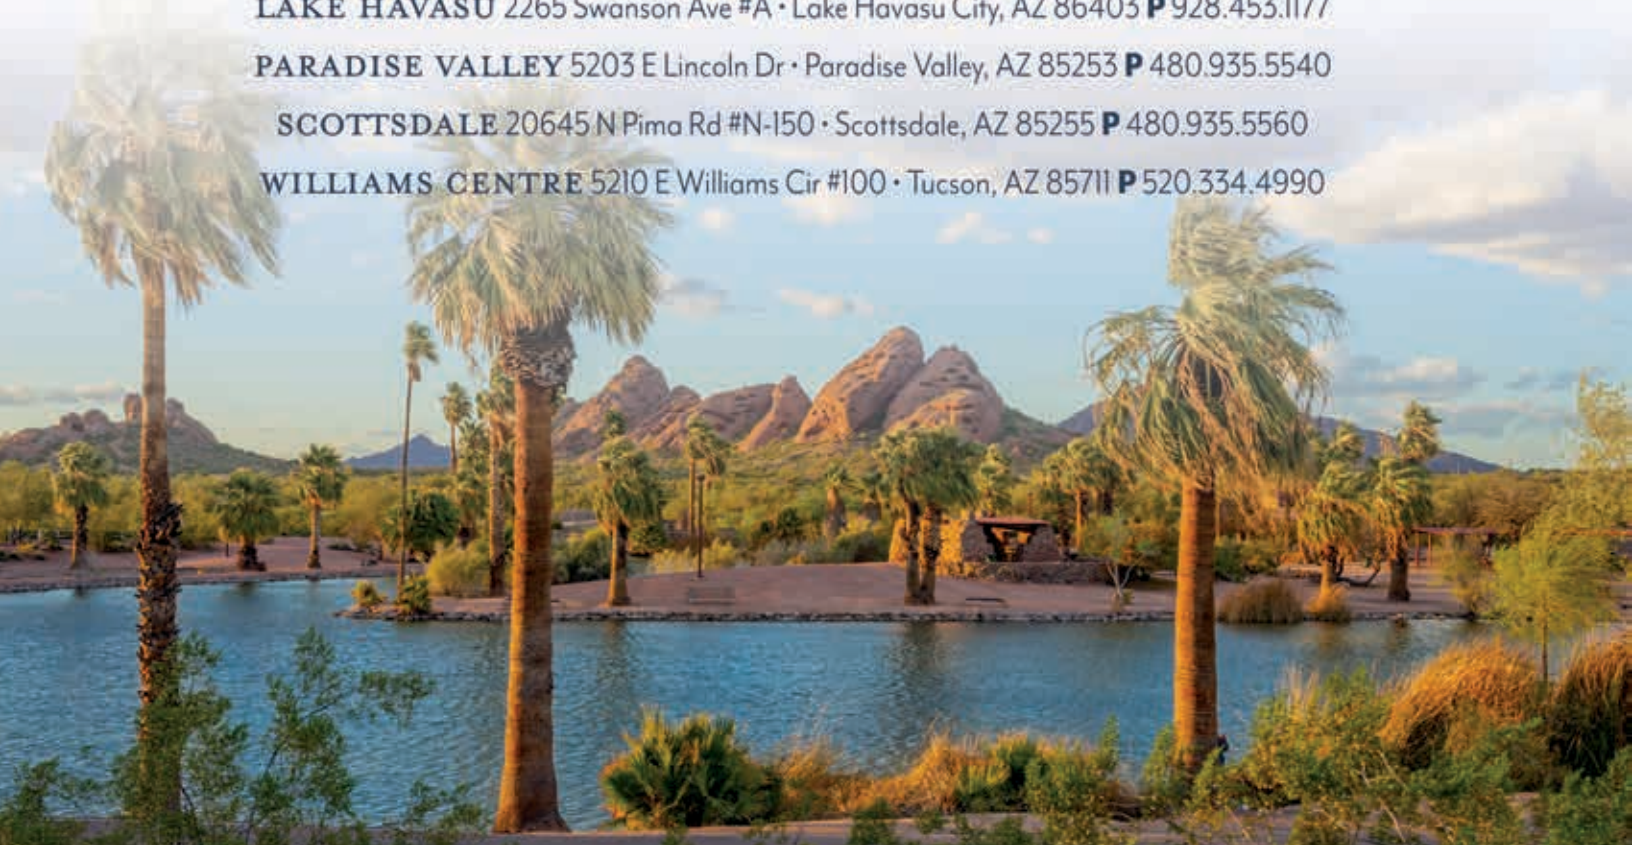 LAKE HAVASU 2265 Swanson Ave #A • Lake Havasu City, AZ 86403 P 928.453.1177
PARADISE VALLEY 5203 E Lincoln Dr • Paradise Valley, AZ 85253 P 480.935.5540
SCOTTSDALE 20645 N Pima Rd #N-150 • Scottsdale, AZ 85255 P 480.935.5560
WILLIAMS CENTRE 5210 E Williams Cir #100 • Tucson, AZ 85711 P 520.334.4990